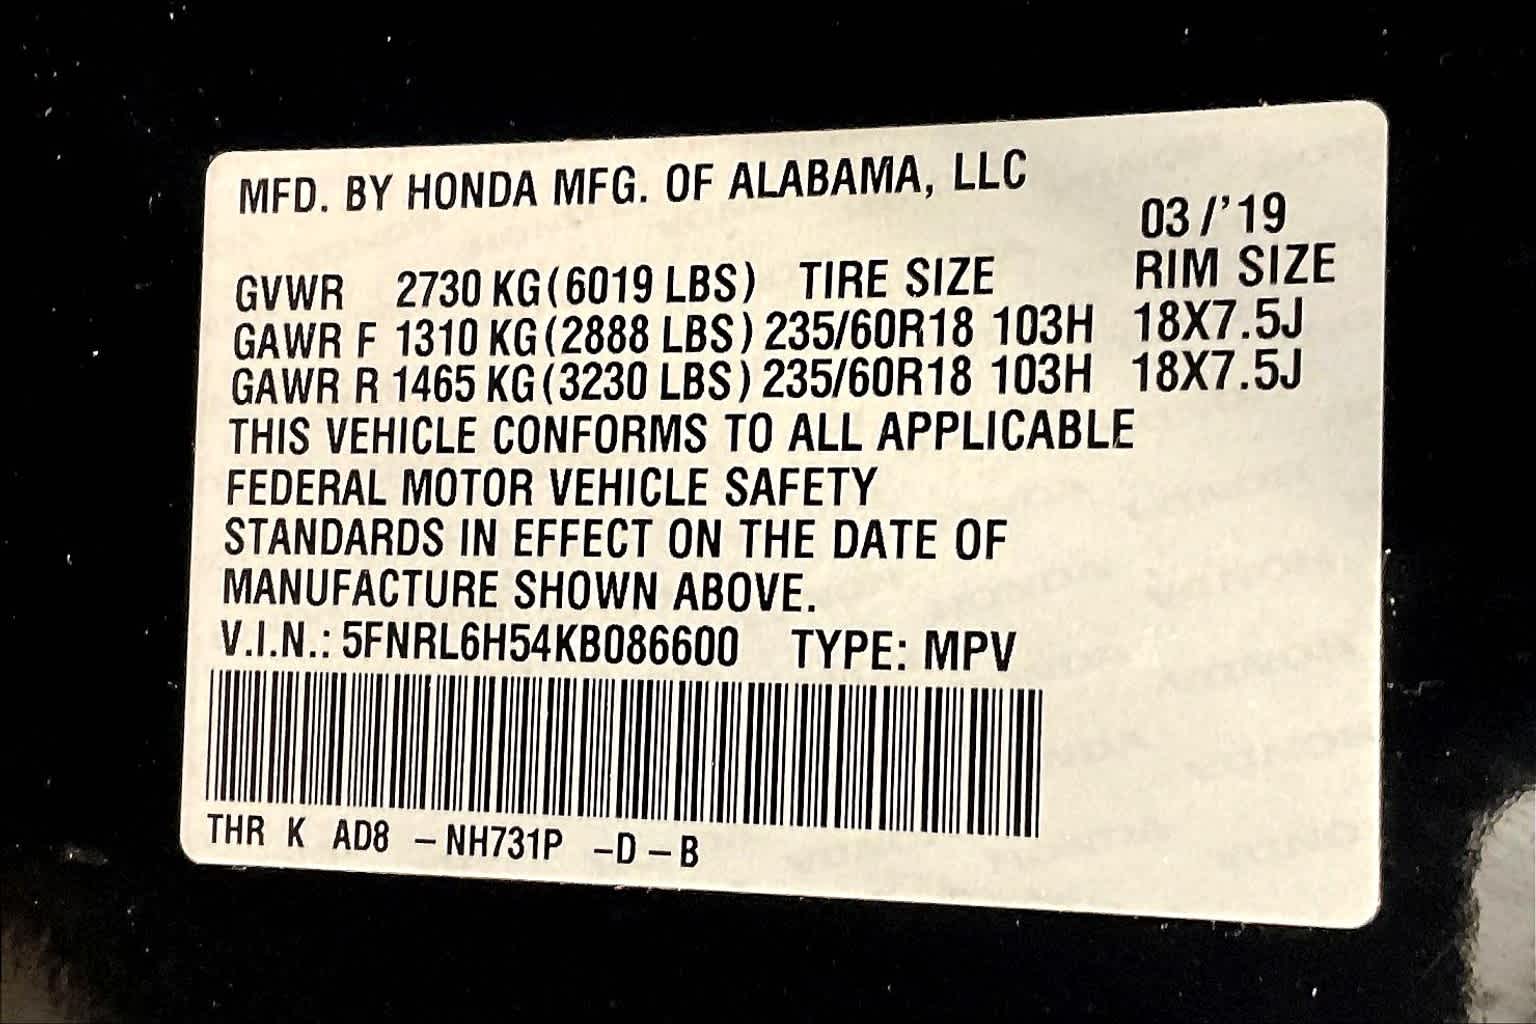 MFD. BY HONDA MFG. OF ALABAMA, LLC
03/'19
GVWR 2730 KG(6019 LBS) TIRE SIZE RIM SIZE
GAWR F 1310 KG(2888 LBS) 235/60R18 103H 18X7.5J
GAWR R 1465 KG(3230 LBS) 235/60R18 103H 18X7.5J
THIS VEHICLE CONFORMS TO ALL APPLICABLE
FEDERAL MOTOR VEHICLE SAFETY
STANDARDS IN EFFECT ON THE DATE OF
MANUFACTURE SHOWN ABOVE.
V.I.N.: 5FNRL6H54KB086600 TYPE: MPV
THR K AD8 –NH731P –D–B